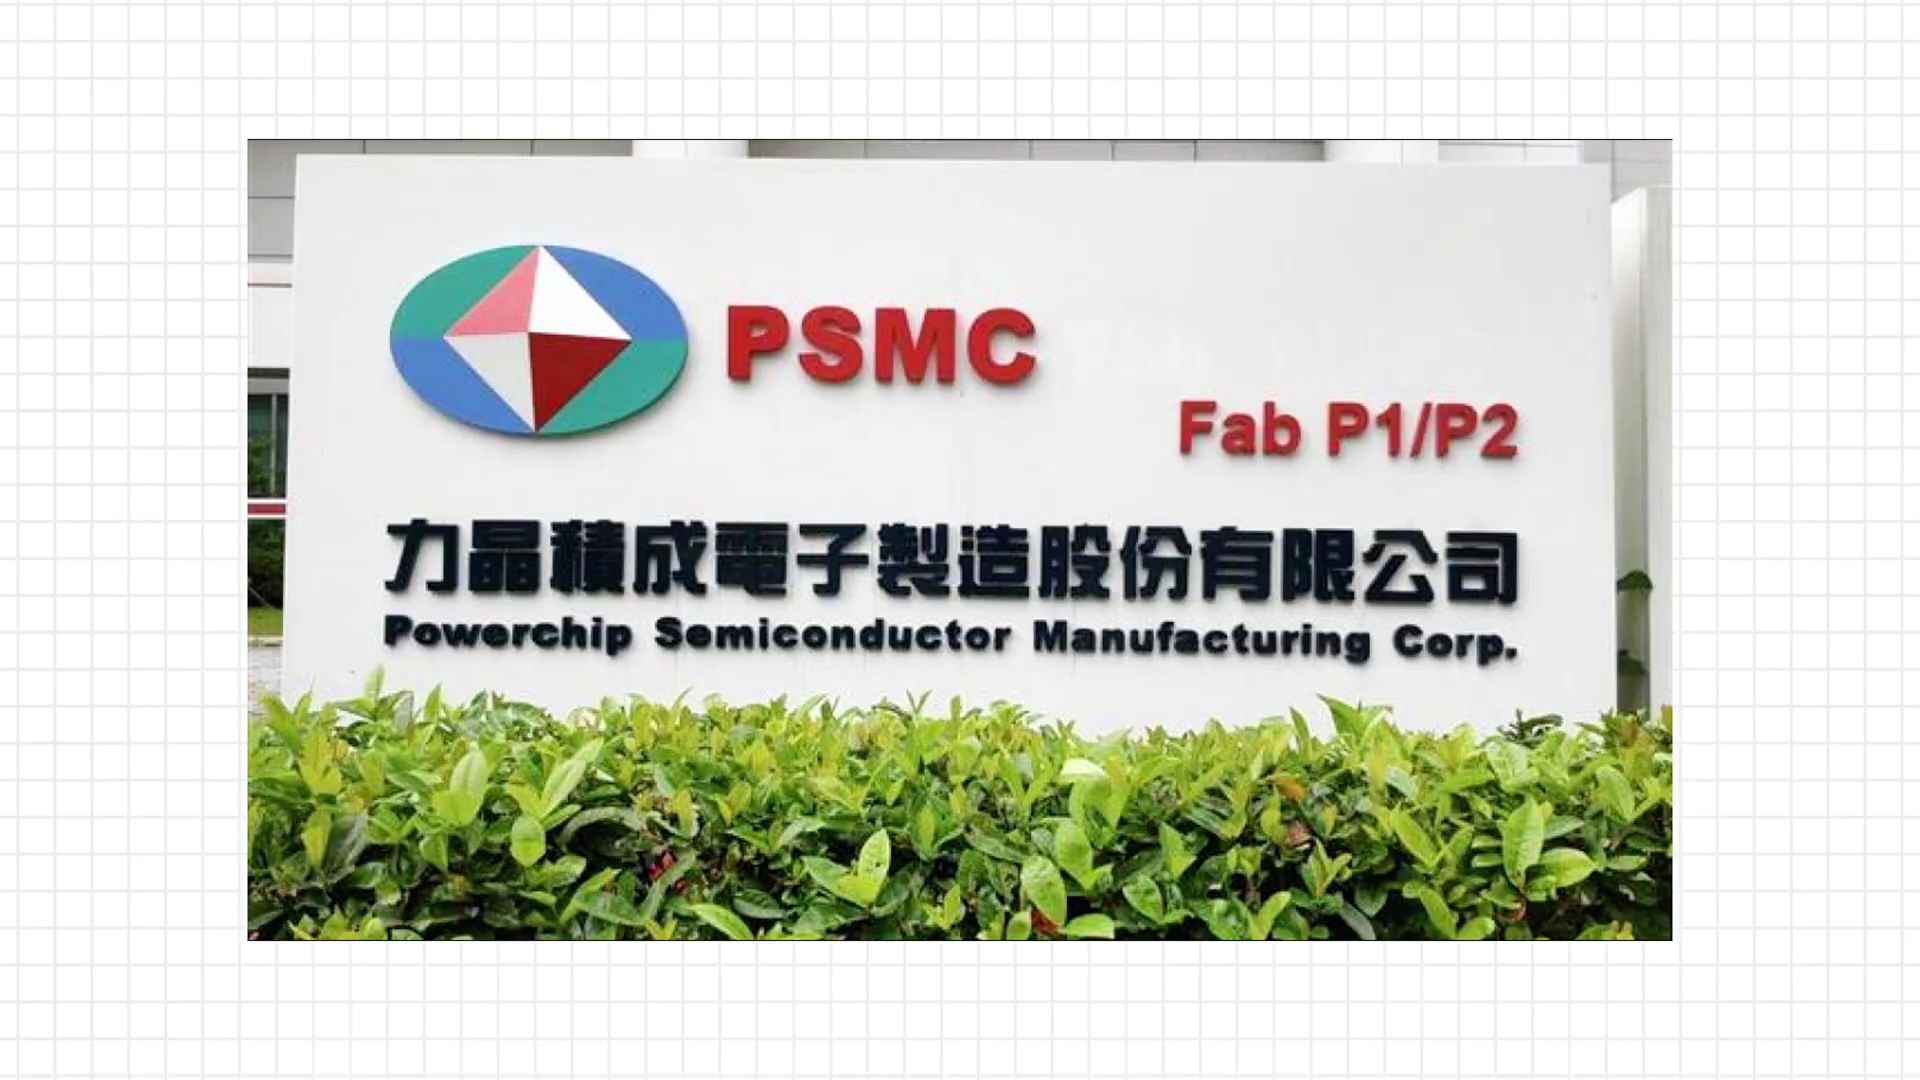 PSMC
Fab P1/P2
力晶積成電子製造股份有限公司
Powerchip Semiconductor Manufacturing Corp.